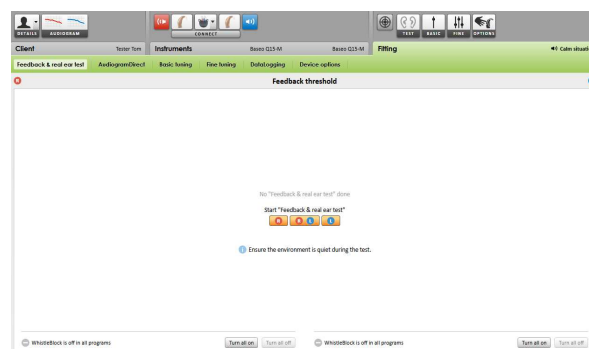 DETAILS AUDIOGRAM CONNECT TEST BASIC FINE OPTIONS
Client Tester Tom Instruments Baseo Q15-M Baseo Q15-M Fitting Calm situati
Feedback & real ear test AudiogramDirect Basic tuning Fine tuning DataLogging Device options
R Feedback threshold
No "Feedback & real ear test" done
Start "Feedback & real ear test"
R R L L
Ensure the environment is quiet during the test.
WhistleBlock is off in all programs Turn all on Turn all off WhistleBlock is off in all programs Turn all on Turn all off